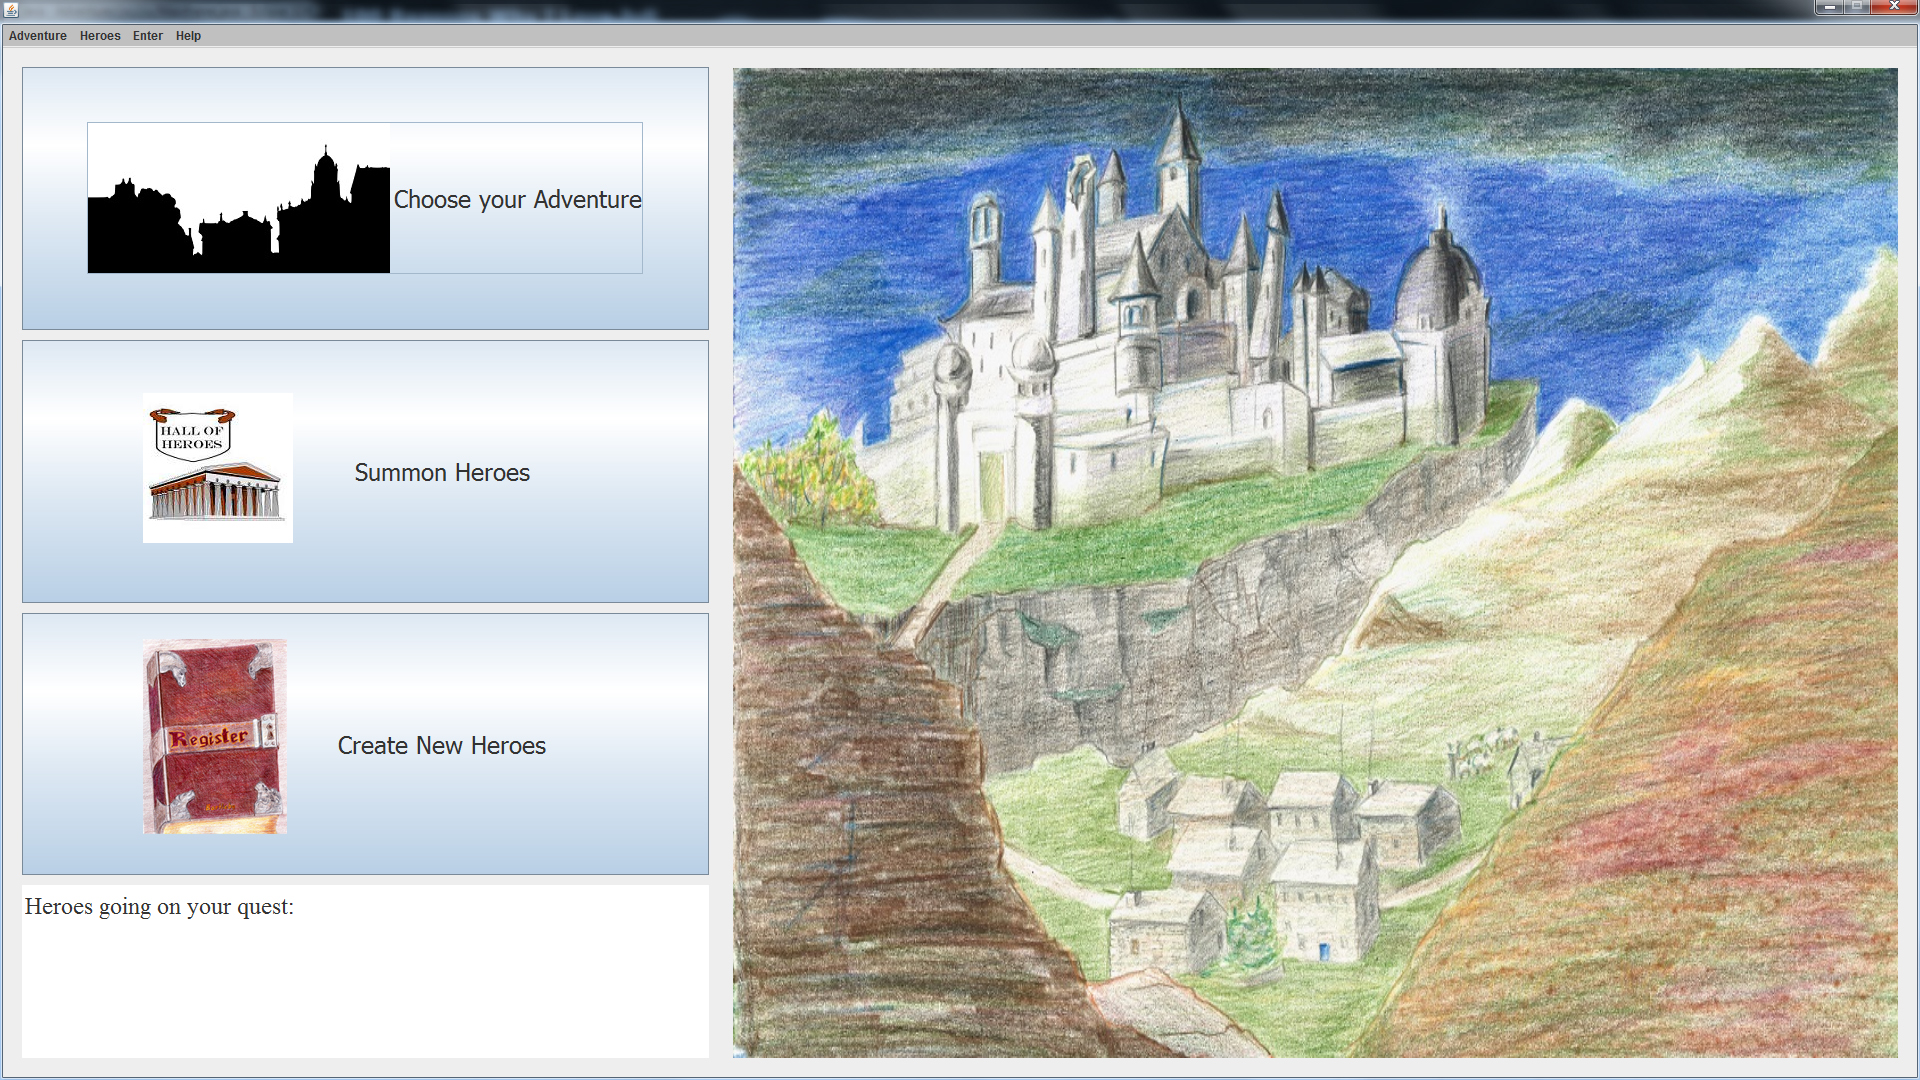 Adventure Heroes Enter Help
Choose your Adventure
HALL OF
HEROES
Summon Heroes
Register
Create New Heroes
Heroes going on your quest: